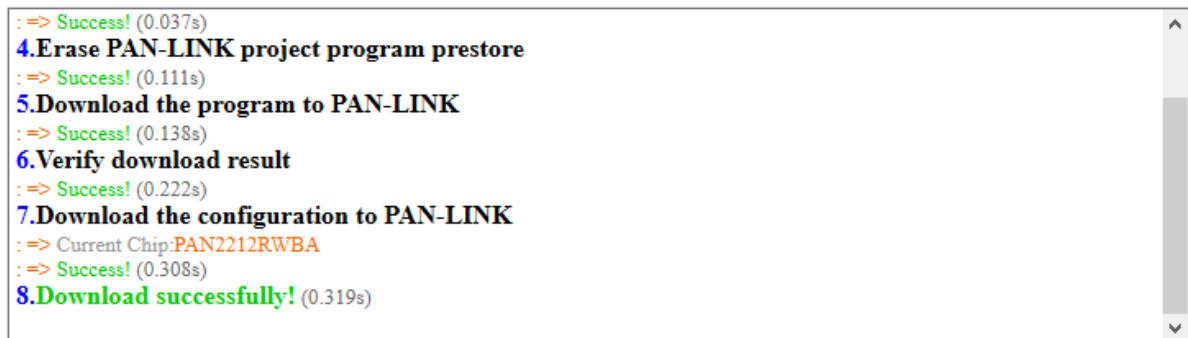 : => Success! (0.037s)
4.Erase PAN-LINK project program prestore
: => Success! (0.111s)
5.Download the program to PAN-LINK
: => Success! (0.138s)
6.Verify download result
: => Success! (0.222s)
7.Download the configuration to PAN-LINK
: => Current Chip:PAN2212RWBA
: => Success! (0.308s)
8.Download successfully! (0.319s)